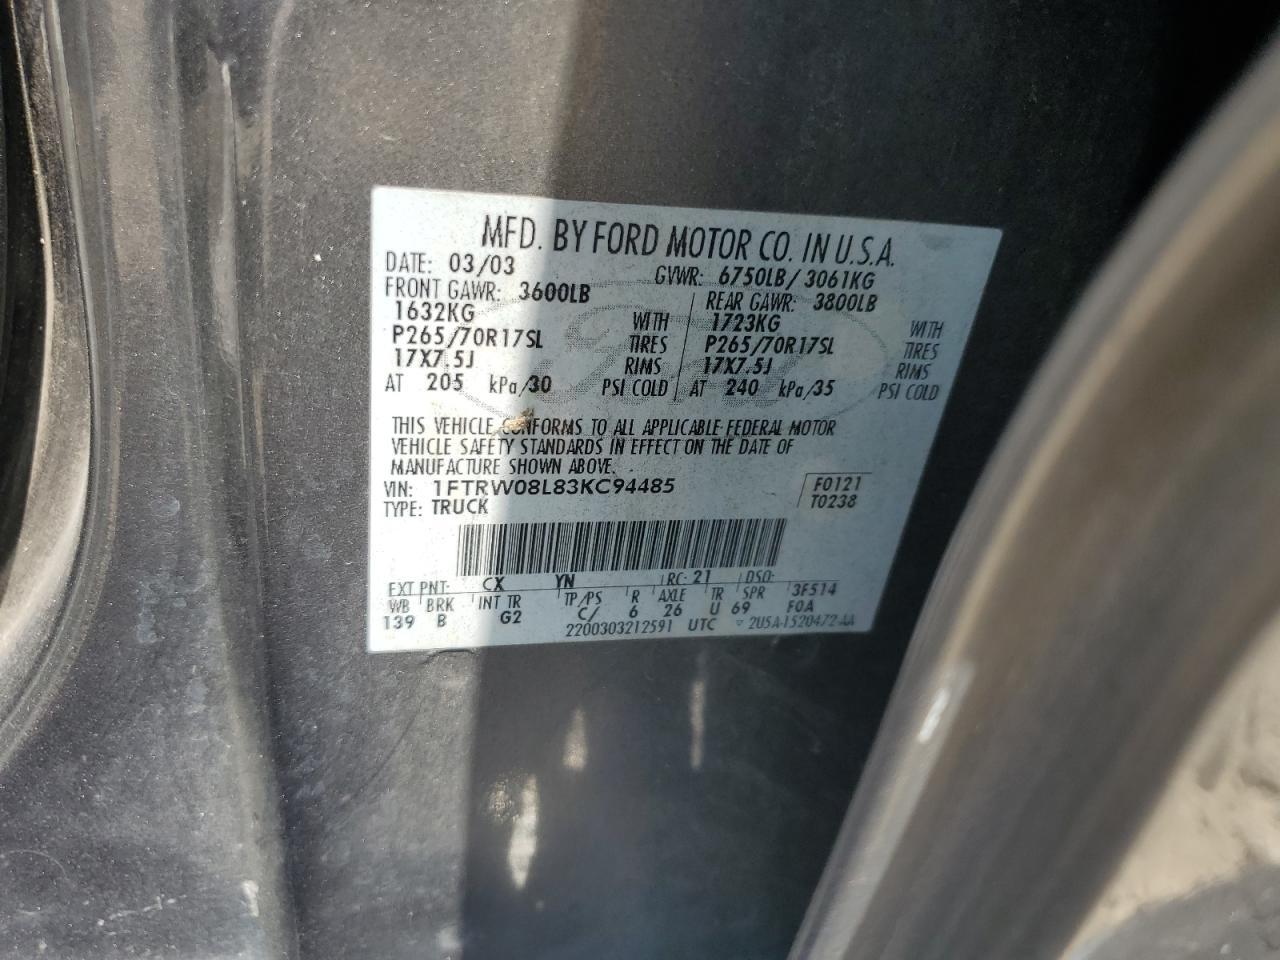 MFD. BY FORD MOTOR CO. IN U.S.A.
DATE: 03/03 GVWR: 6750LB/ 3061KG
FRONT GAWR: 3600LB REAR GAWR: 3800LB
1632KG WITH 1723KG WITH
P265/70R17SL TIRES P265/70R17SL TIRES
17X7.5J RIMS 17X7.5J RIMS
AT 205 kPa/30 PSI COLD AT 240 kPa/35 PSI COLD
THIS VEHICLE CONFORMS TO ALL APPLICABLE FEDERAL MOTOR
VEHICLE SAFETY STANDARDS IN EFFECT ON THE DATE OF
MANUFACTURE SHOWN ABOVE.
VIN: 1FTRW08L83KC94485 F0121
TYPE: TRUCK T0238
EXT PNT: CX YN RC: 21 DSO:
WB BRK INT TR TP/PS R AXLE TR SPR 3F514
139 B G2 C/ 6 26 U 69 F0A
2200303212591 UTC ▽ 2U5A-1520472-AA